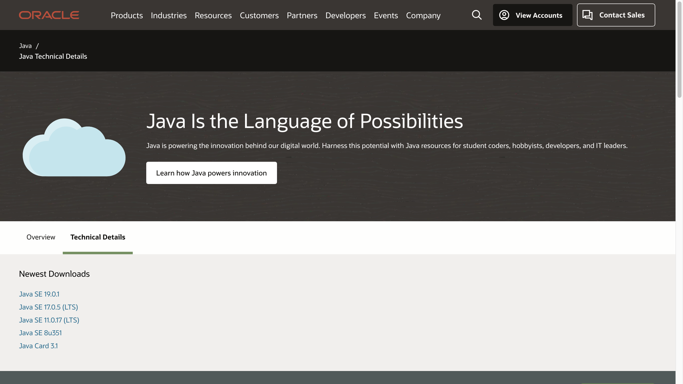 ORACLE
Products Industries Resources Customers Partners Developers Events Company
View Accounts
Contact Sales
Java /
Java Technical Details
Java Is the Language of Possibilities
Java is powering the innovation behind our digital world. Harness this potential with Java resources for student coders, hobbyists, developers, and IT leaders.
Learn how Java powers innovation
Overview Technical Details
Newest Downloads
Java SE 19.0.1
Java SE 17.0.5 (LTS)
Java SE 11.0.17 (LTS)
Java SE 8u351
Java Card 3.1